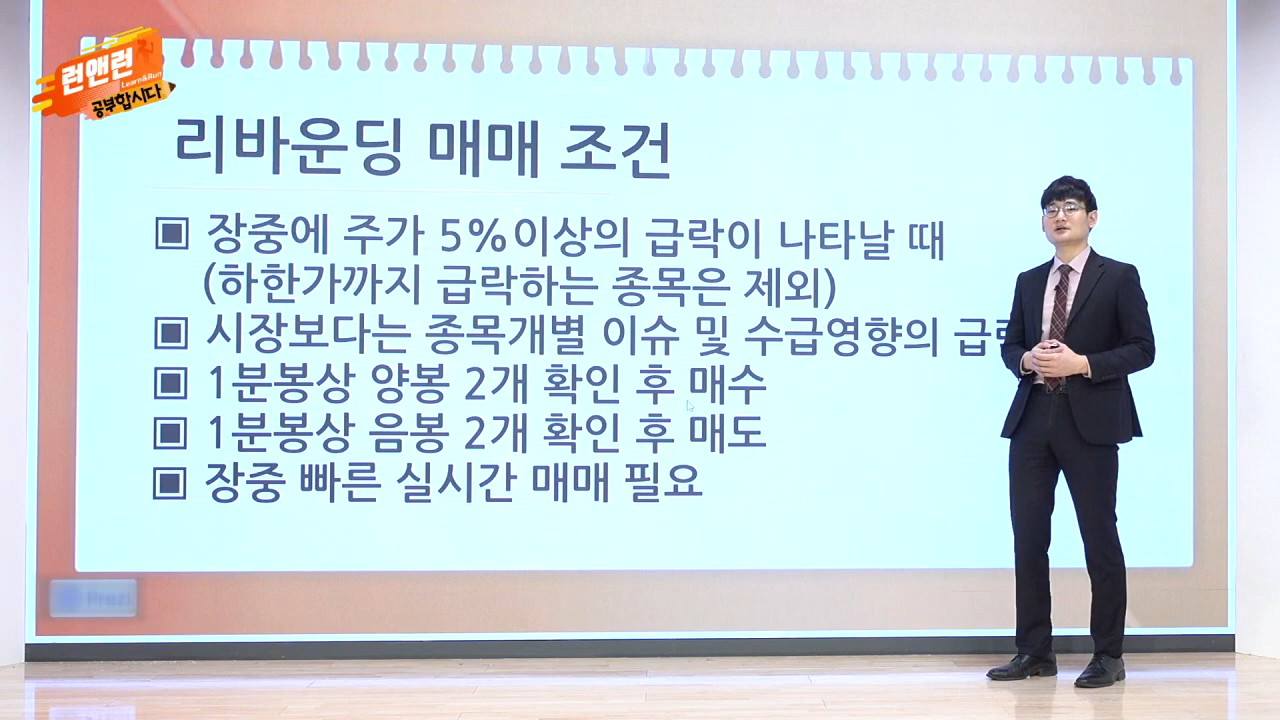 런앤런
Learn&Run
공부합시다
리바운딩 매매 조건
▣ 장중에 주가 5%이상의 급락이 나타날 때
(하한가까지 급락하는 종목은 제외)
▣ 시장보다는 종목개별 이슈 및 수급영향의
▣ 1분봉상 양봉 2개 확인 후 매수
▣ 1분봉상 음봉 2개 확인 후 매도
▣ 장중 빠른 실시간 매매 필요
Prezi